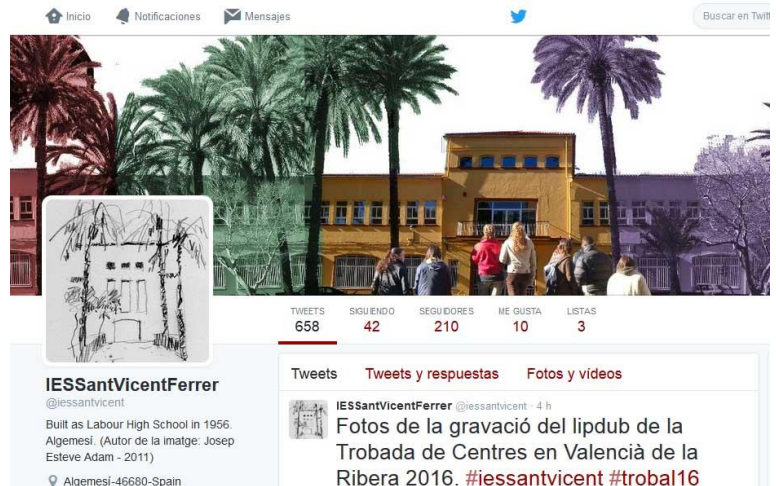 Inicio Notificaciones Mensajes Buscar en Twitt
TWEETS SIGUIENDO SEGUIDORES ME GUSTA LISTAS
658 42 210 10 3
IESSantVicentFerrer
@iessantvicent
Built as Labour High School in 1956.
Algemesí. (Autor de la imatge: Josep
Esteve Adam - 2011)
Algemesí-46680-Spain
Tweets Tweets y respuestas Fotos y vídeos
IESSantVicentFerrer @iessantvicent · 4 h
Fotos de la gravació del lipdub de la
Trobada de Centres en Valencià de la
Ribera 2016. #iessantvicent #trobal16